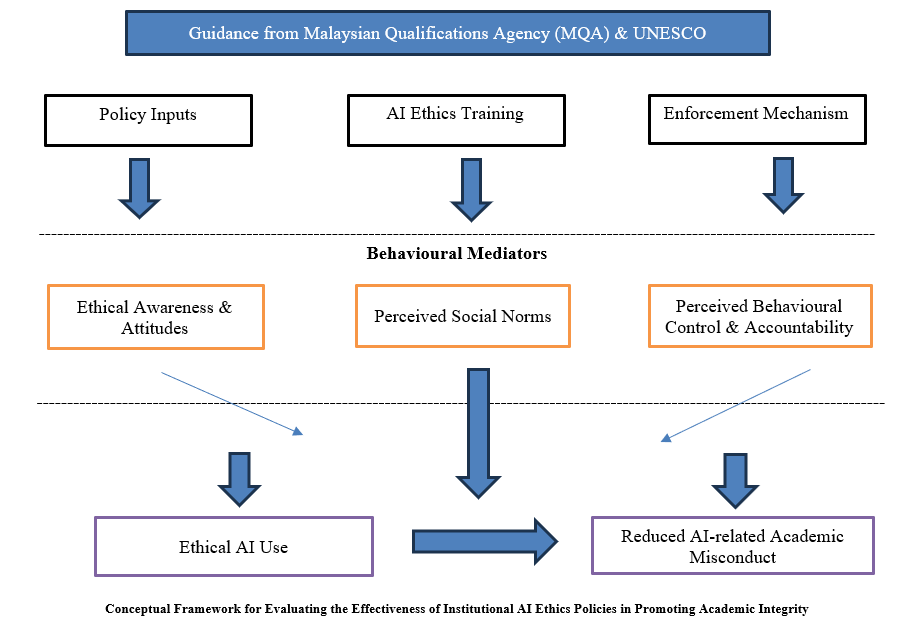 Guidance from Malaysian Qualifications Agency (MQA) & UNESCO
Policy Inputs
AI Ethics Training
Enforcement Mechanism
Behavioural Mediators
Ethical Awareness &
Attitudes
Perceived Social Norms
Perceived Behavioural
Control & Accountability
Ethical AI Use
Reduced AI-related Academic
Misconduct
Conceptual Framework for Evaluating the Effectiveness of Institutional AI Ethics Policies in Promoting Academic Integrity